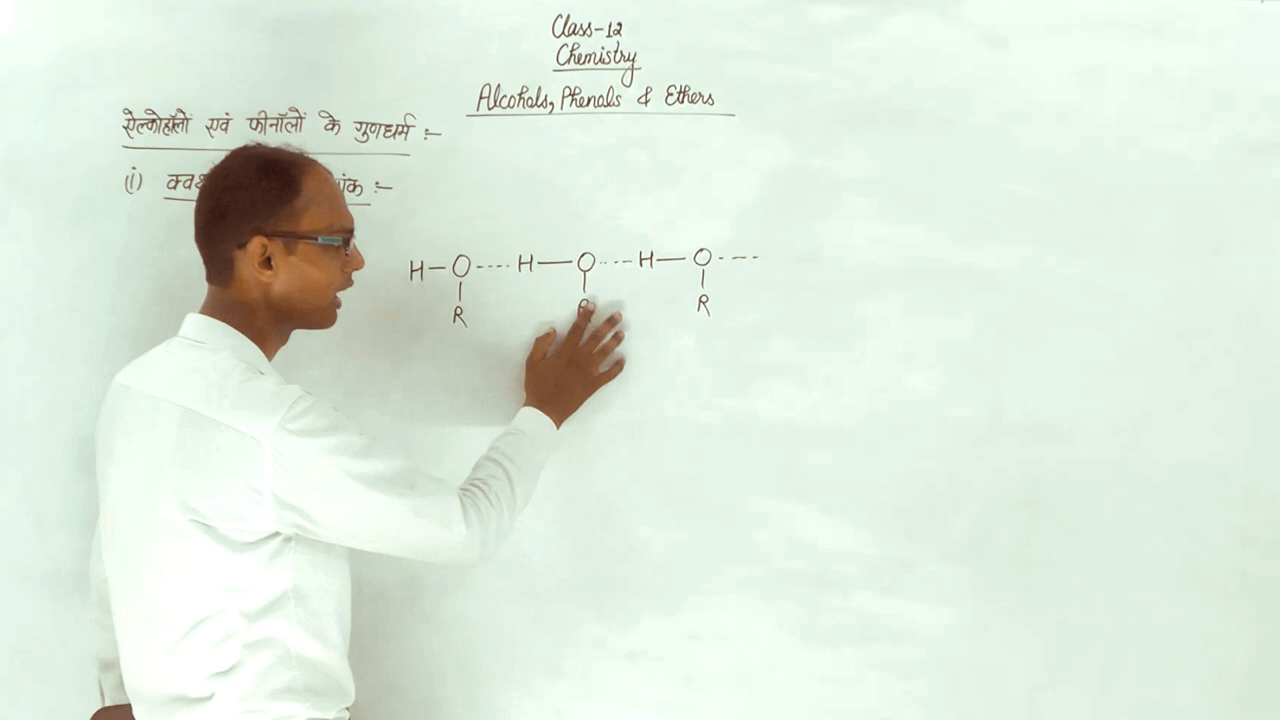 Class-12
Chemistry
Alcohols, Phenols & Ethers
ऐल्कोहॉलों एवं फीनॉलों के गुणधर्म :-
(i) :-
H-O----H-O----H-O----
R R